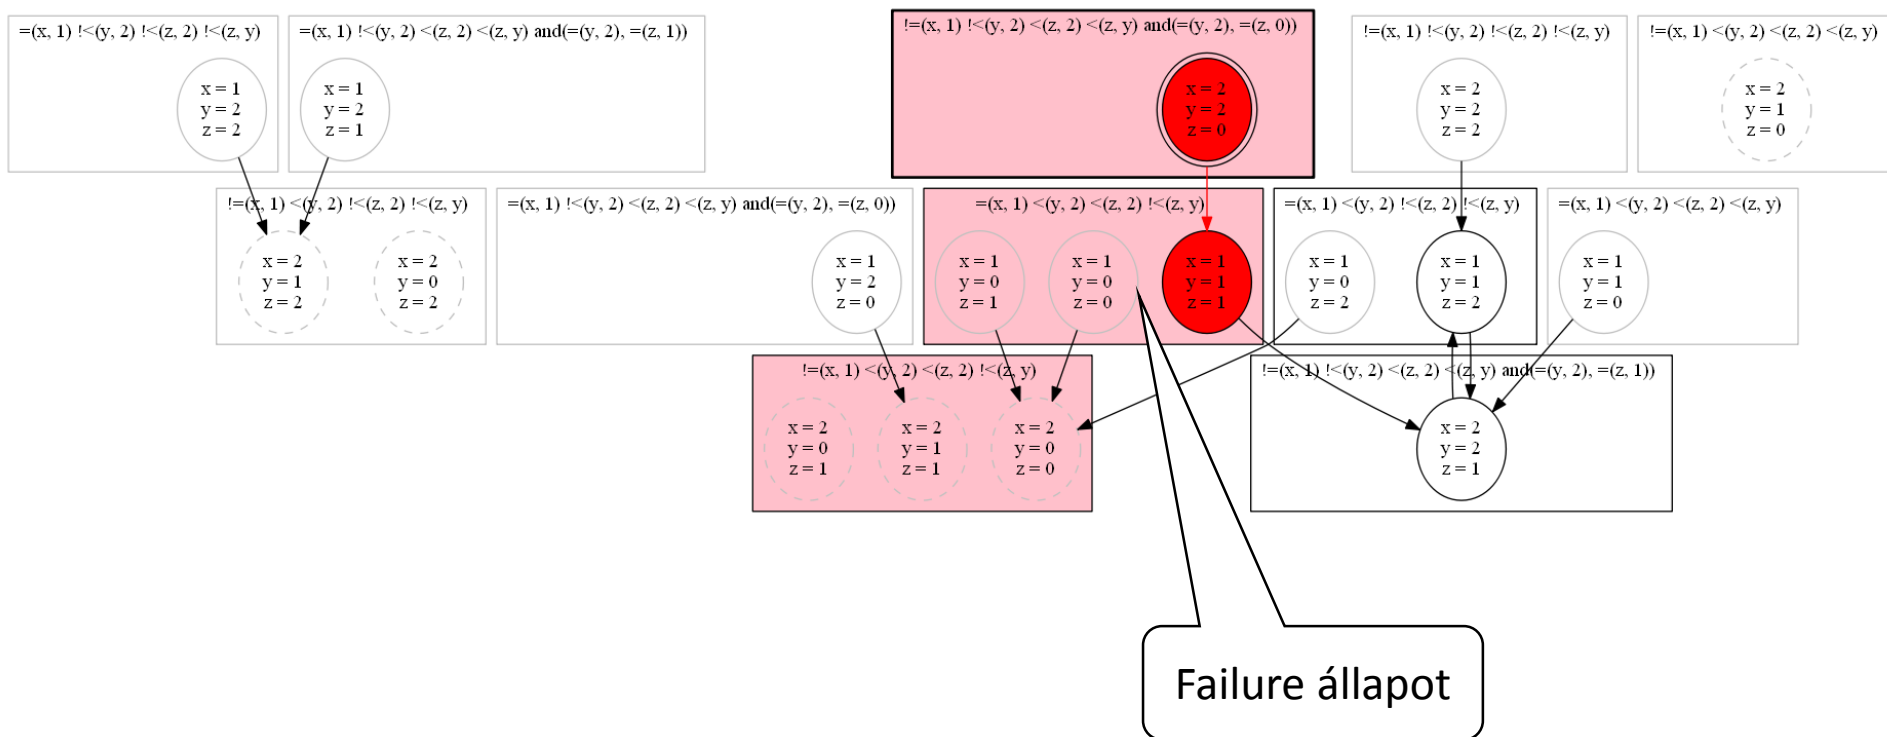 =(x, 1) !<(y, 2) !<(z, 2) !<(z, y)
x = 1
y = 2
z = 2
=(x, 1) !<(y, 2) <(z, 2) <(z, y) and(=(y, 2), =(z, 1))
x = 1
y = 2
z = 1
!=(x, 1) !<(y, 2) <(z, 2) <(z, y) and(=(y, 2), =(z, 0))
x = 2
y = 2
z = 0
!=(x, 1) !<(y, 2) !<(z, 2) !<(z, y)
x = 2
y = 2
z = 2
!=(x, 1) <(y, 2) <(z, 2) <(z, y)
x = 2
y = 1
z = 0
!=(x, 1) <(y, 2) !<(z, 2) !<(z, y)
x = 2
y = 1
z = 2
x = 2
y = 0
z = 2
=(x, 1) !<(y, 2) <(z, 2) <(z, y) and(=(y, 2), =(z, 0))
x = 1
y = 2
z = 0
=(x, 1) <(y, 2) <(z, 2) !<(z, y)
x = 1
y = 0
z = 1
x = 1
y = 0
z = 0
x = 1
y = 1
z = 1
=(x, 1) <(y, 2) !<(z, 2) !<(z, y)
x = 1
y = 0
z = 2
x = 1
y = 1
z = 2
=(x, 1) <(y, 2) <(z, 2) <(z, y)
x = 1
y = 1
z = 0
!=(x, 1) <(y, 2) <(z, 2) !<(z, y)
x = 2
y = 0
z = 1
x = 2
y = 1
z = 1
x = 2
y = 0
z = 0
!=(x, 1) !<(y, 2) <(z, 2) <(z, y) and(=(y, 2), =(z, 1))
x = 2
y = 2
z = 1
Failure állapot